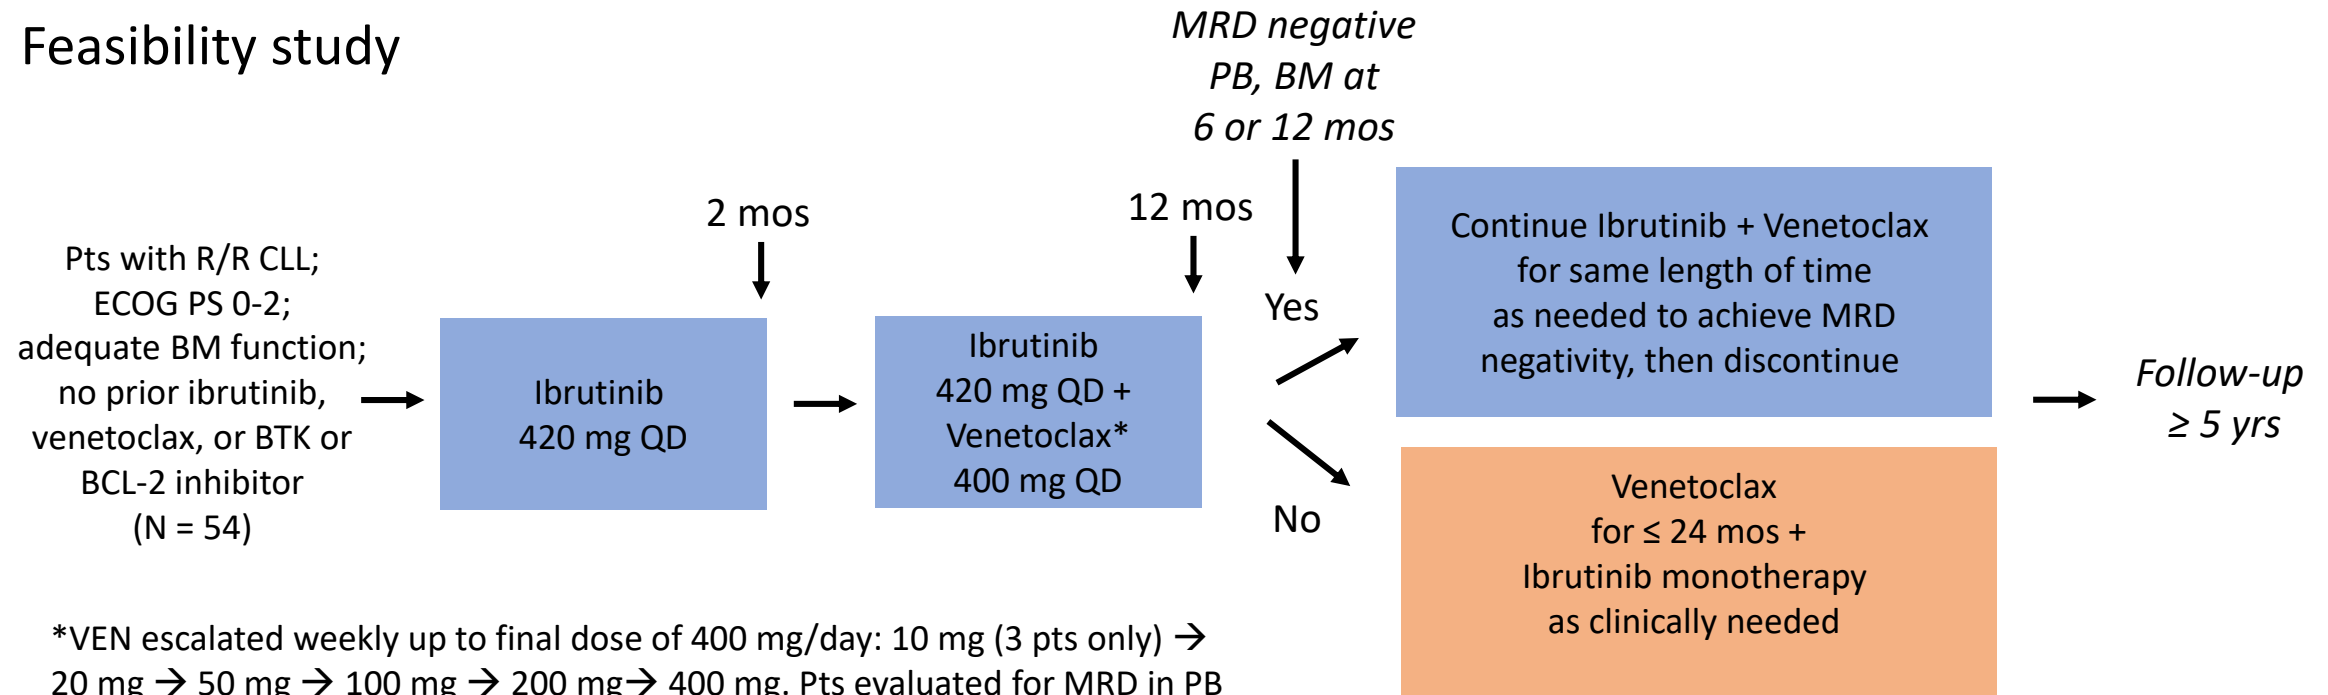 Feasibility study
MRD negative
PB, BM at
6 or 12 mos
Pts with R/R CLL;
ECOG PS 0-2;
adequate BM function;
no prior ibrutinib,
venetoclax, or BTK or
BCL-2 inhibitor
(N = 54)
2 mos
Ibrutinib
420 mg QD
12 mos
Ibrutinib
420 mg QD +
Venetoclax*
400 mg QD
Yes
No
Continue Ibrutinib + Venetoclax
for same length of time
as needed to achieve MRD
negativity, then discontinue
Venetoclax
for ≤ 24 mos +
Ibrutinib monotherapy
as clinically needed
Follow-up
≥ 5 yrs
*VEN escalated weekly up to final dose of 400 mg/day: 10 mg (3 pts only) →
20 mg → 50 mg → 100 mg → 200 mg→ 400 mg. Pts evaluated for MRD in PB